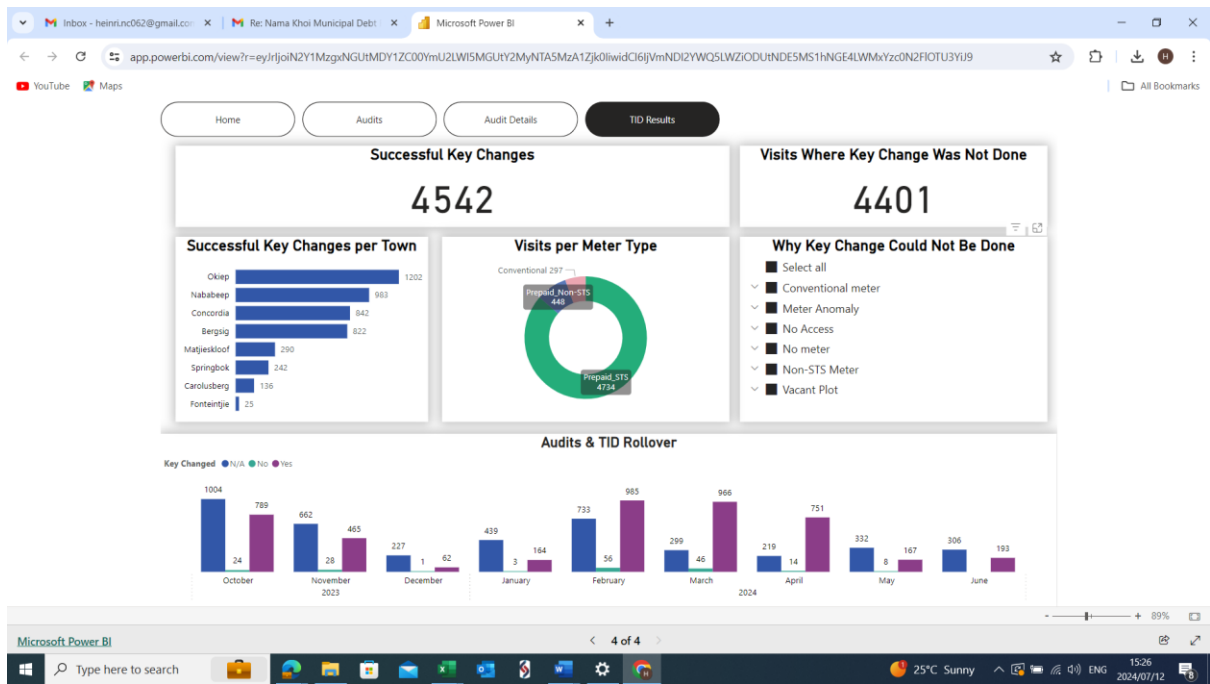 Inbox - heinri.nc062@gmail.co
Re: Nama Khoi Municipal Debt
Microsoft Power BI
app.powerbi.com/view?r=
YouTube
Maps
All Bookmarks
Home
Audits
Audit Details
TID Results
Successful Key Changes
4542
Visits Where Key Change Was Not Done
4401
Successful Key Changes per Town
Okiep 1202
Nababeep 983
Concordia 842
Bergsig 822
Matjieskloof 290
Springbok 242
Carolusberg 136
Fonteintjie 25
Visits per Meter Type
Conventional 297
Prepaid_Non-STS
448
Prepaid_STS
4734
Why Key Change Could Not Be Done
Select all
Conventional meter
Meter Anomaly
No Access
No meter
Non-STS Meter
Vacant Plot
Audits & TID Rollover
Key Changed N/A No Yes
1004 24 789
662 28 465
227 1 62
439 3 164
733 56 985
299 46 966
219 14 751
332 8 167
306 193
October November December January February March April May June
2023 2024
- + 89%
Microsoft Power BI
< 4 of 4 >
Type here to search
25°C Sunny
ENG
15:26
2024/07/12
8
H